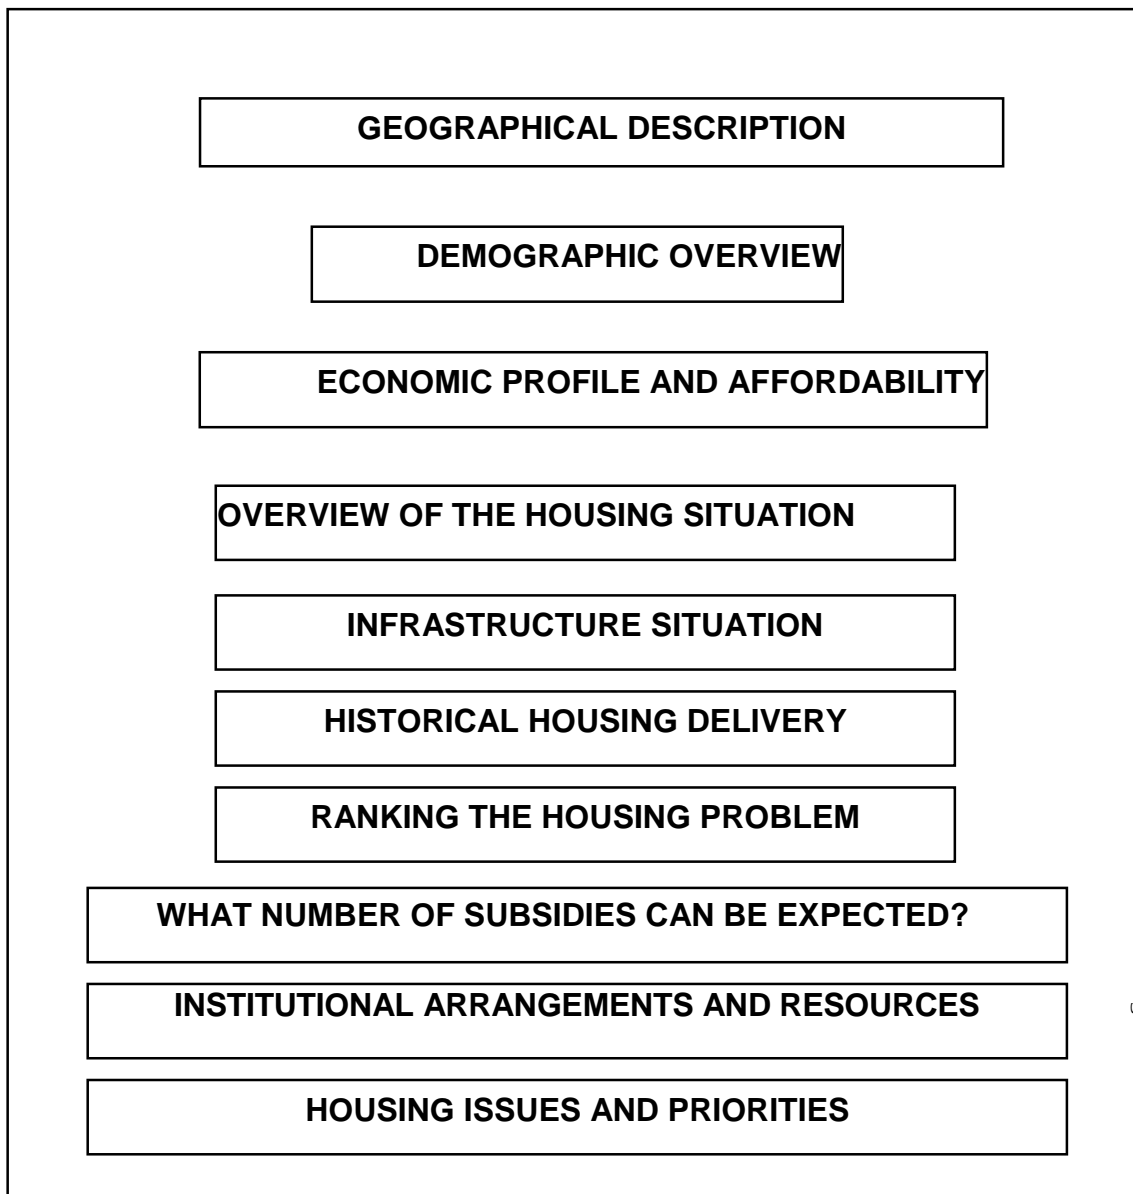 GEOGRAPHICAL DESCRIPTION
DEMOGRAPHIC OVERVIEW
ECONOMIC PROFILE AND AFFORDABILITY
OVERVIEW OF THE HOUSING SITUATION
INFRASTRUCTURE SITUATION
HISTORICAL HOUSING DELIVERY
RANKING THE HOUSING PROBLEM
WHAT NUMBER OF SUBSIDIES CAN BE EXPECTED?
INSTITUTIONAL ARRANGEMENTS AND RESOURCES
HOUSING ISSUES AND PRIORITIES